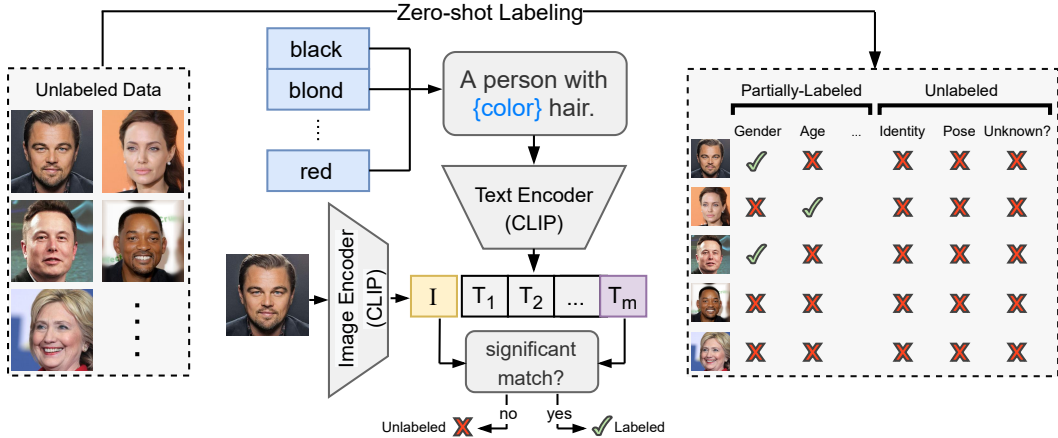 Zero-shot Labeling
Unlabeled Data
black
blond
red
A person with
{color} hair.
Text Encoder
(CLIP)
Image Encoder
(CLIP)
I
T1
T2
...
Tm
significant
match?
no
yes
Unlabeled
Labeled
Partially-Labeled
Unlabeled
Gender
Age
...
Identity
Pose
Unknown?